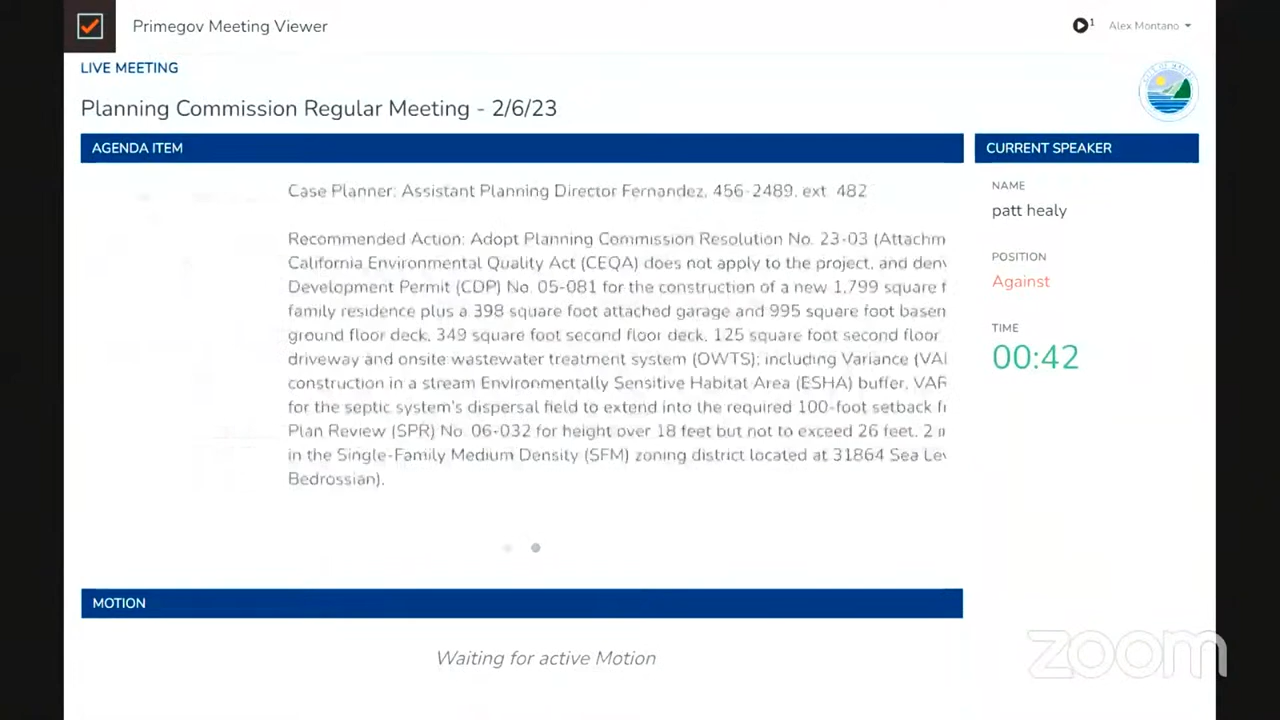 Primegov Meeting Viewer
1
Alex Montano
LIVE MEETING
Planning Commission Regular Meeting - 2/6/23
AGENDA ITEM
CURRENT SPEAKER
Case Planner: Assistant Planning Director Fernandez, 456-2489, ext. 482
NAME
patt healy
Recommended Action: Adopt Planning Commission Resolution No. 23-03 (Attachm
California Environmental Quality Act (CEQA) does not apply to the project, and deny
POSITION
Against
Development Permit (CDP) No. 05-081 for the construction of a new 1,799 square f
family residence plus a 398 square foot attached garage and 995 square foot basen
TIME
00:42
ground floor deck, 349 square foot second floor deck, 125 square foot second floor
driveway and onsite wastewater treatment system (OWTS); including Variance (VAI
construction in a stream Environmentally Sensitive Habitat Area (ESHA) buffer, VAR
for the septic system's dispersal field to extend into the required 100-foot setback fr
Plan Review (SPR) No. 06-032 for height over 18 feet but not to exceed 26 feet, 2
in the Single-Family Medium Density (SFM) zoning district located at 31864 Sea Lev
Bedrossian).
MOTION
Waiting for active Motion
zoom